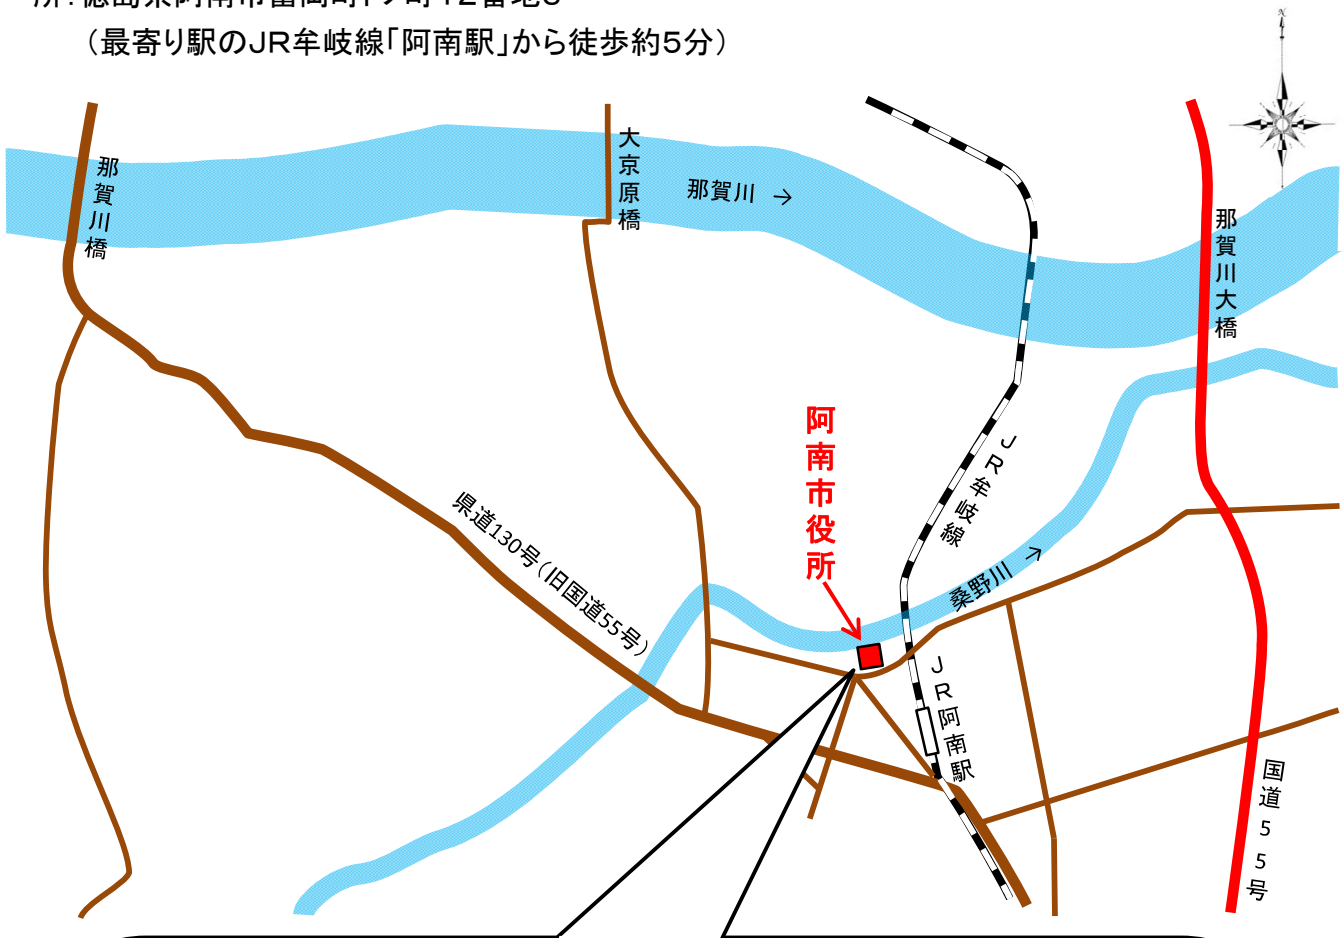 （最寄り駅のＪＲ牟岐線「阿南駅」から徒歩約５分）
N
那賀川橋
大京原橋
那賀川 →
那賀川大橋
阿南市役所
ＪＲ牟岐線
県道130号（旧国道55号）
桑野川 →
ＪＲ阿南駅
国道５５号